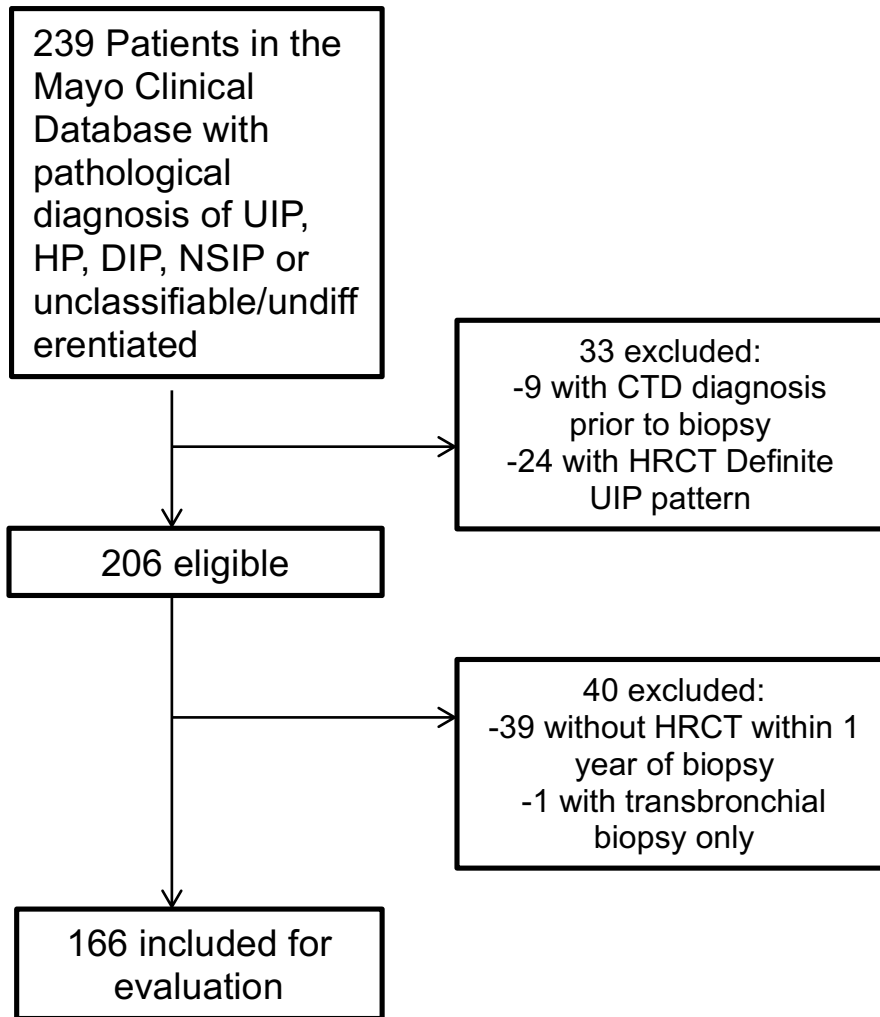 239 Patients in the
Mayo Clinical
Database with
pathological
diagnosis of UIP,
HP, DIP, NSIP or
unclassifiable/undiff
erentiated
33 excluded:
-9 with CTD diagnosis
prior to biopsy
-24 with HRCT Definite
UIP pattern
206 eligible
40 excluded:
-39 without HRCT within 1
year of biopsy
-1 with transbronchial
biopsy only
166 included for
evaluation